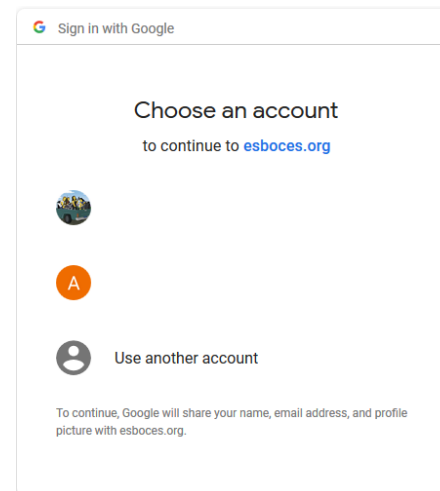 Sign in with Google
Choose an account
to continue to esboces.org
A
Use another account
To continue, Google will share your name, email address, and profile
picture with esboces.org.